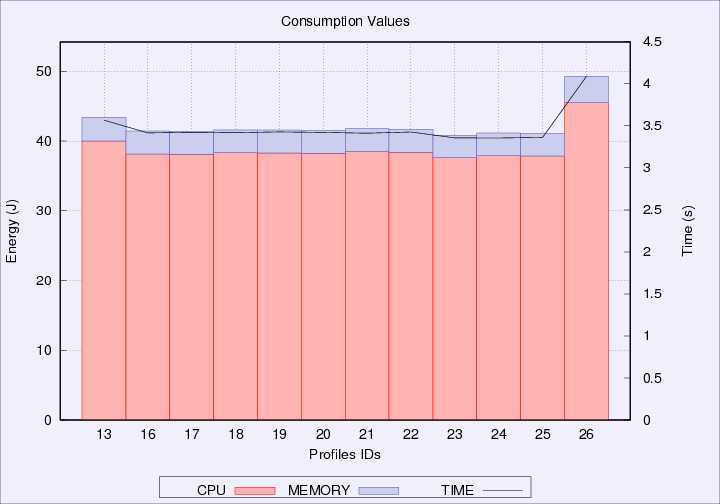 Consumption Values
50
40
30
20
10
0
Energy (J)
4.5
4
3.5
3
2.5
2
1.5
1
0.5
0
Time (s)
13 16 17 18 19 20 21 22 23 24 25 26
Profiles IDs
CPU MEMORY TIME